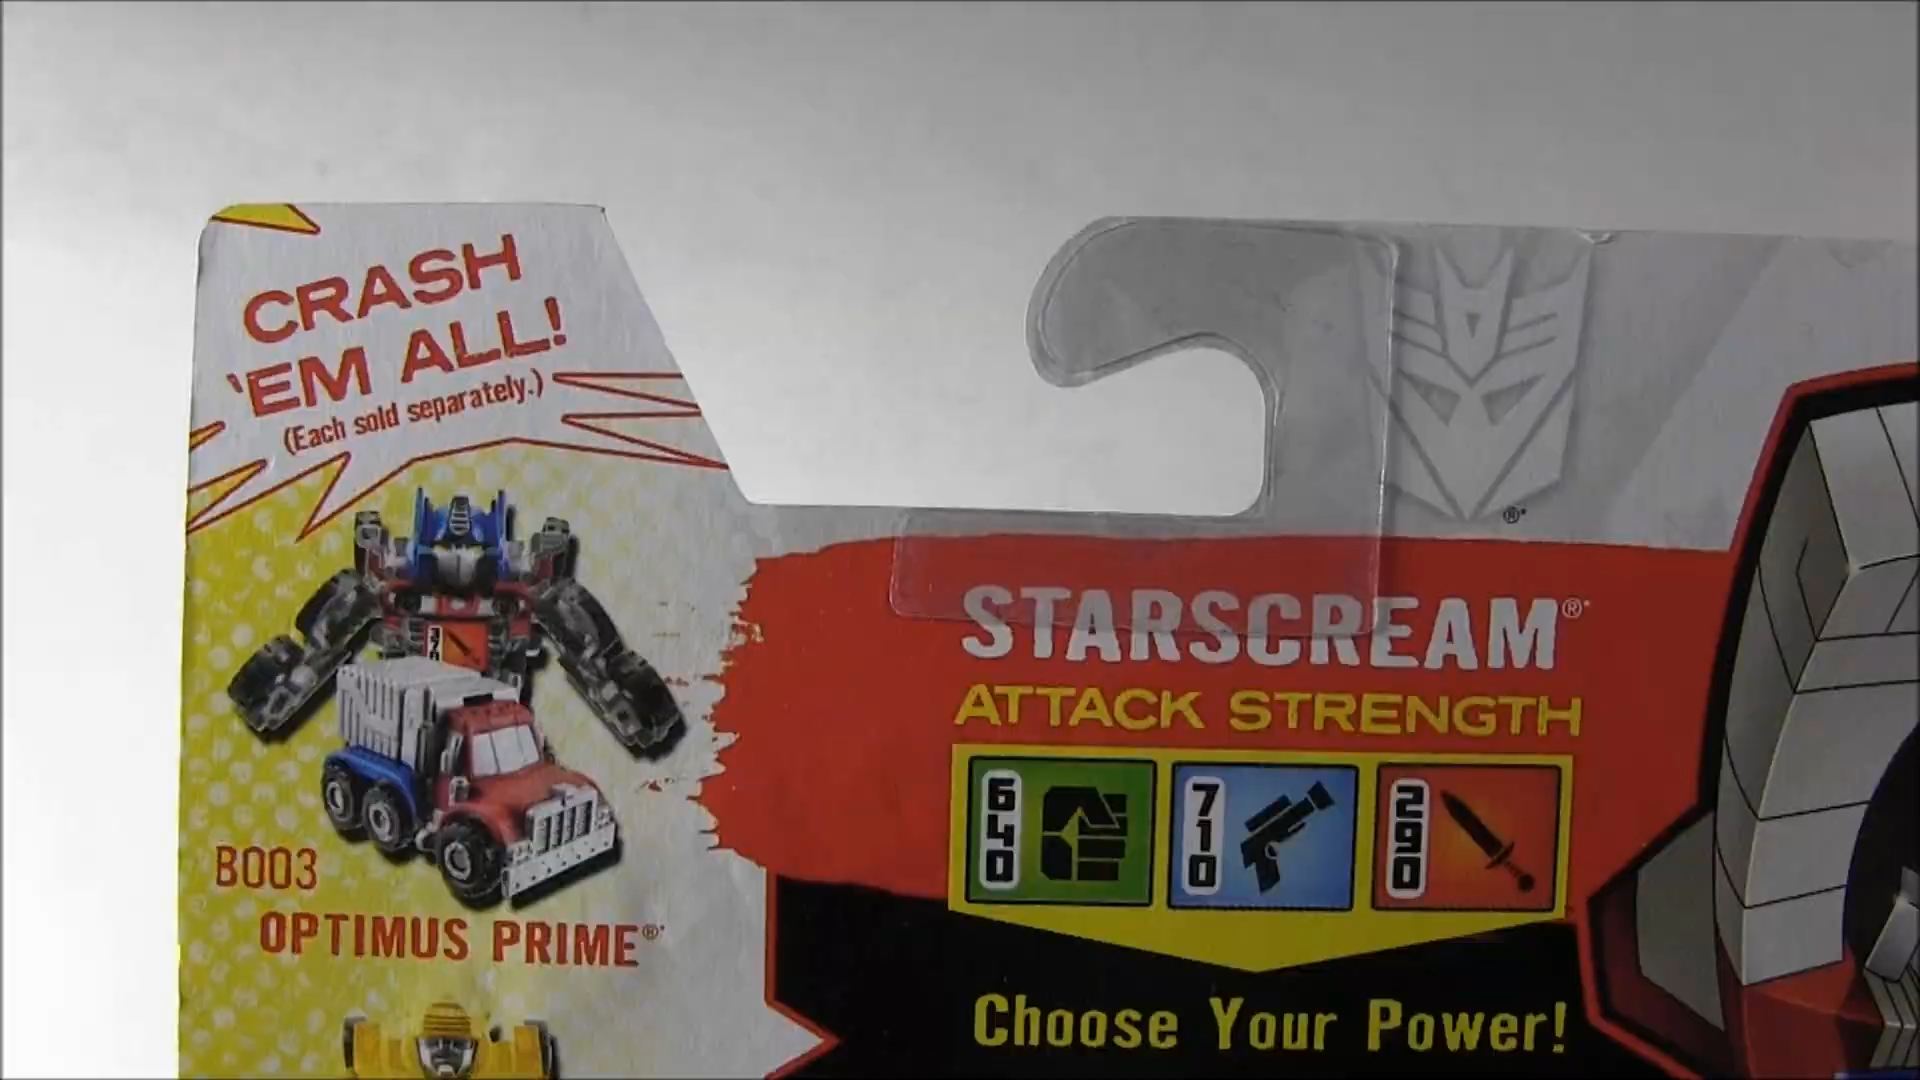 CRASH
'EM ALL!
(Each sold separately.)
B003
OPTIMUS PRIME®*
®*
STARSCREAM®*
ATTACK STRENGTH
640
710
290
Choose Your Power!